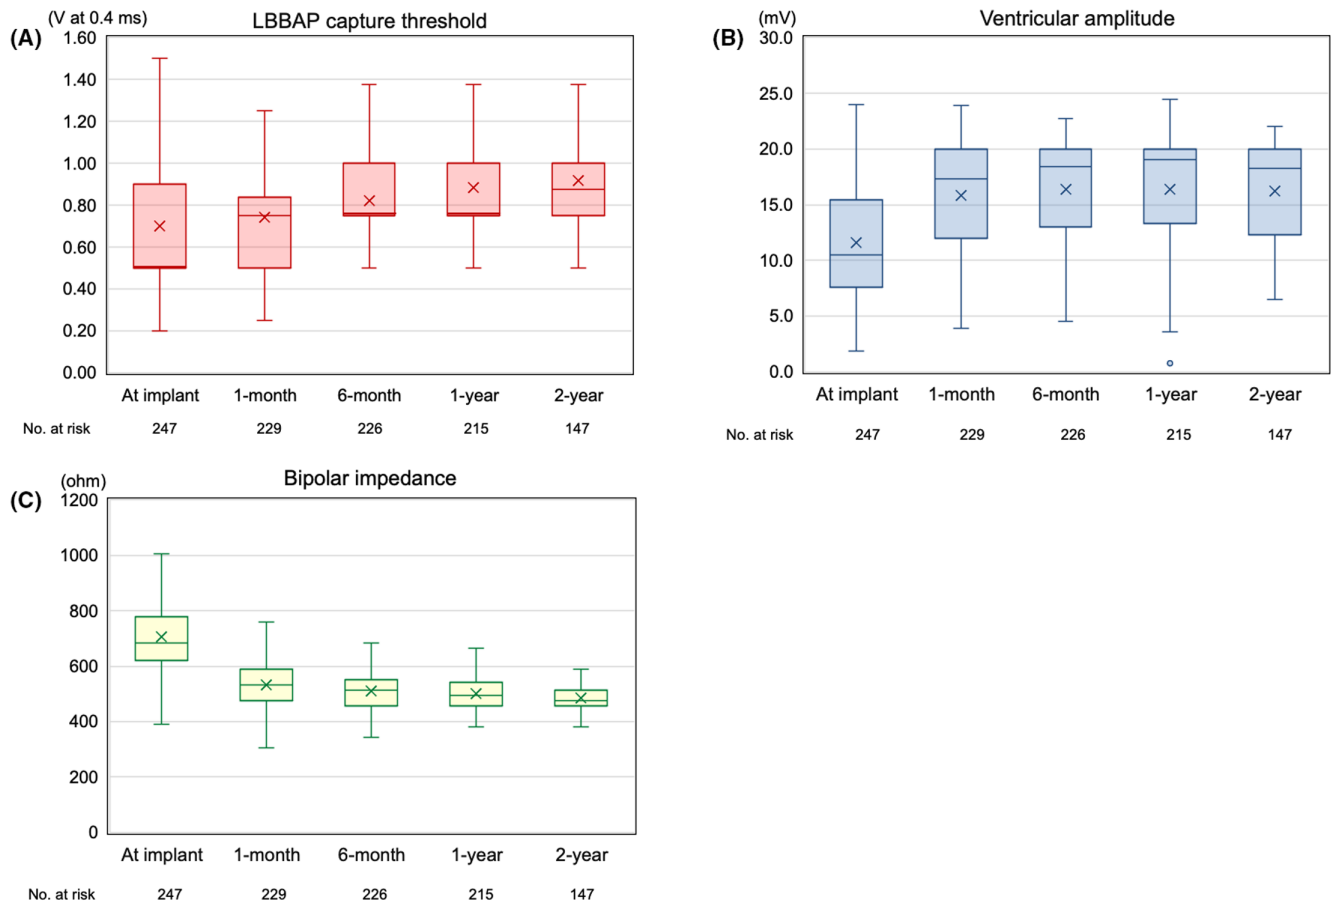 (A)
(V at 0.4 ms)
LBBAP capture threshold
1.60
1.40
1.20
1.00
0.80
0.60
0.40
0.20
0.00
At implant 1-month 6-month 1-year 2-year
No. at risk 247 229 226 215 147
(B)
(mV)
Ventricular amplitude
30.0
25.0
20.0
15.0
10.0
5.0
0.0
At implant 1-month 6-month 1-year 2-year
No. at risk 247 229 226 215 147
(C)
(ohm)
Bipolar impedance
1200
1000
800
600
400
200
0
At implant 1-month 6-month 1-year 2-year
No. at risk 247 229 226 215 147